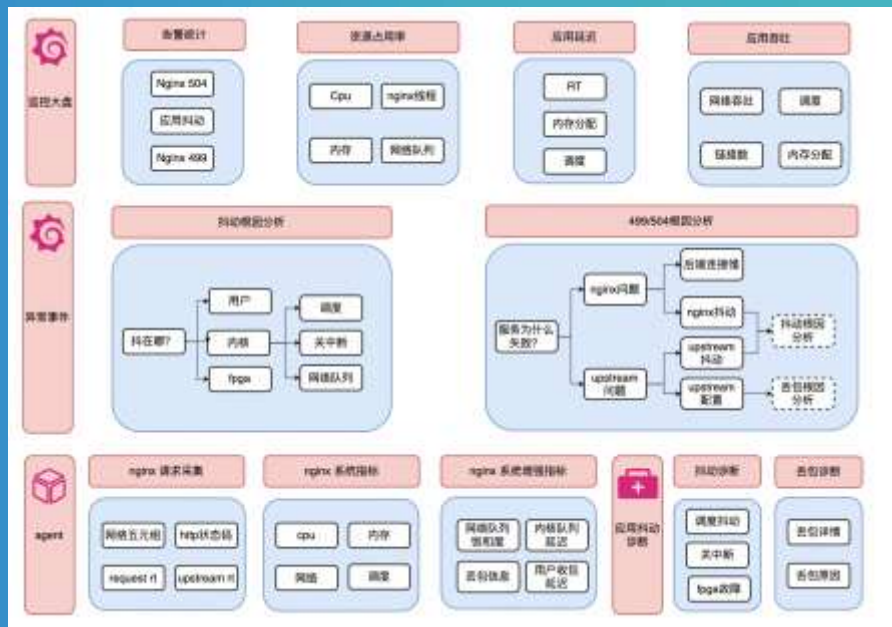 监控大盘
告警统计
Nginx 504
应用抖动
Nginx 499
资源占用率
Cpu
nginx线程
内存
网络队列
应用延迟
RT
内存分配
调度
应用吞吐
网络吞吐
调度
链接数
内存分配
异常事件
抖动根因分析
抖在哪?
用户
内核
fpga
调度
关中断
网络队列
499/504根因分析
服务为什么
失败?
nginx问题
upstream
问题
后端连接慢
nginx抖动
upstream
抖动
upstream
配置
抖动根因
分析
丢包根因
分析
agent
nginx 请求采集
网络五元组
http状态码
request rt
upstream rt
nginx 系统指标
cpu
内存
网络
调度
nginx 系统增强指标
网络队列
饱和度
内核队列
延迟
丢包信息
用户收包
延迟
应用抖动
诊断
抖动诊断
调度抖动
关中断
fpga故障
丢包诊断
丢包详情
丢包原因